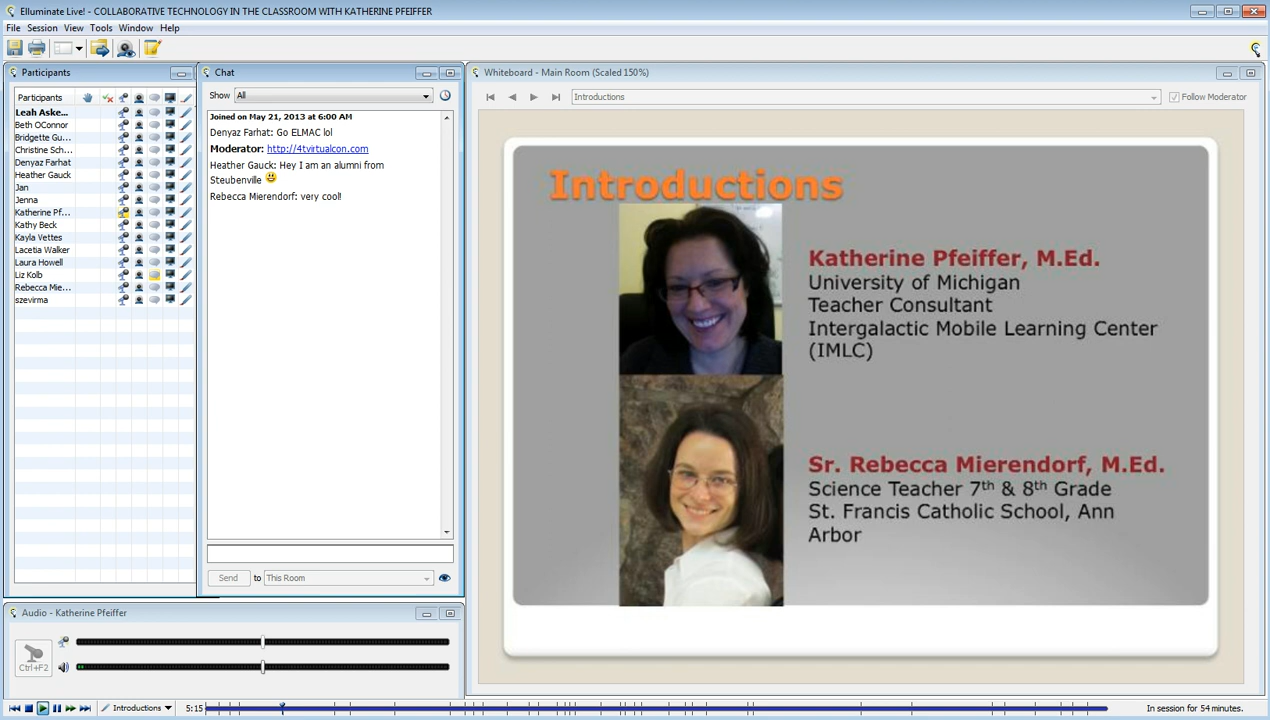 Elluminate Live! - COLLABORATIVE TECHNOLOGY IN THE CLASSROOM WITH KATHERINE PFEIFFER
File Session View Tools Window Help
Participants
Participants
Leah Aske...
Beth OConnor
Bridgette Gu...
Christine Sch...
Denyaz Farhat
Heather Gauck
Jan
Jenna
Katherine Pf...
Kathy Beck
Kayla Vettes
Lacetia Walker
Laura Howell
Liz Kolb
Rebecca Mie...
szevirma
Chat
Show All
Joined on May 21, 2013 at 6:00 AM
Denyaz Farhat: Go ELMAC lol
Moderator: http://4tvirtualcon.com
Heather Gauck: Hey I am an alumni from
Steubenville
Rebecca Mierendorf: very cool!
Send to This Room
Audio - Katherine Pfeiffer
Ctrl+F2
Whiteboard - Main Room (Scaled 150%)
Introductions Follow Moderator
Introductions
Katherine Pfeiffer, M.Ed.
University of Michigan
Teacher Consultant
Intergalactic Mobile Learning Center
(IMLC)
Sr. Rebecca Mierendorf, M.Ed.
Science Teacher 7th & 8th Grade
St. Francis Catholic School, Ann
Arbor
Introductions 5:15 In session for 54 minutes.